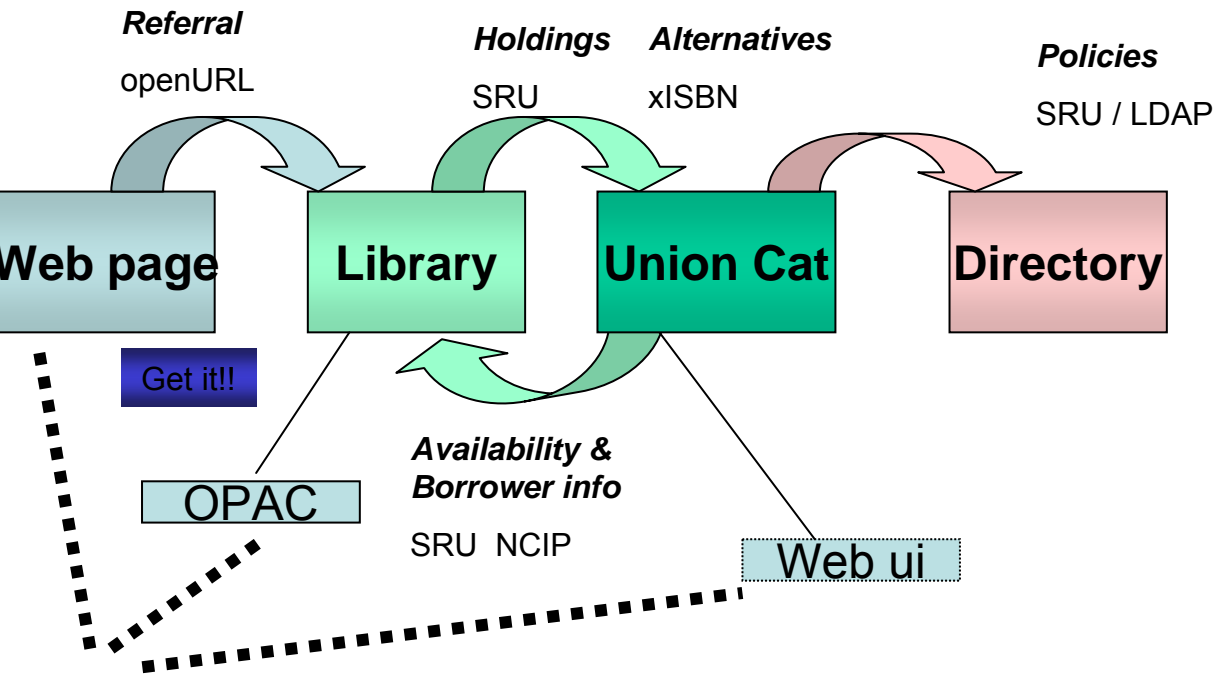 Referral
openURL
Holdings
SRU
Alternatives
xISBN
Policies
SRU / LDAP
Web page
Library
Union Cat
Directory
Get it!!
Availability &
Borrower info
SRU NCIP
OPAC
Web ui